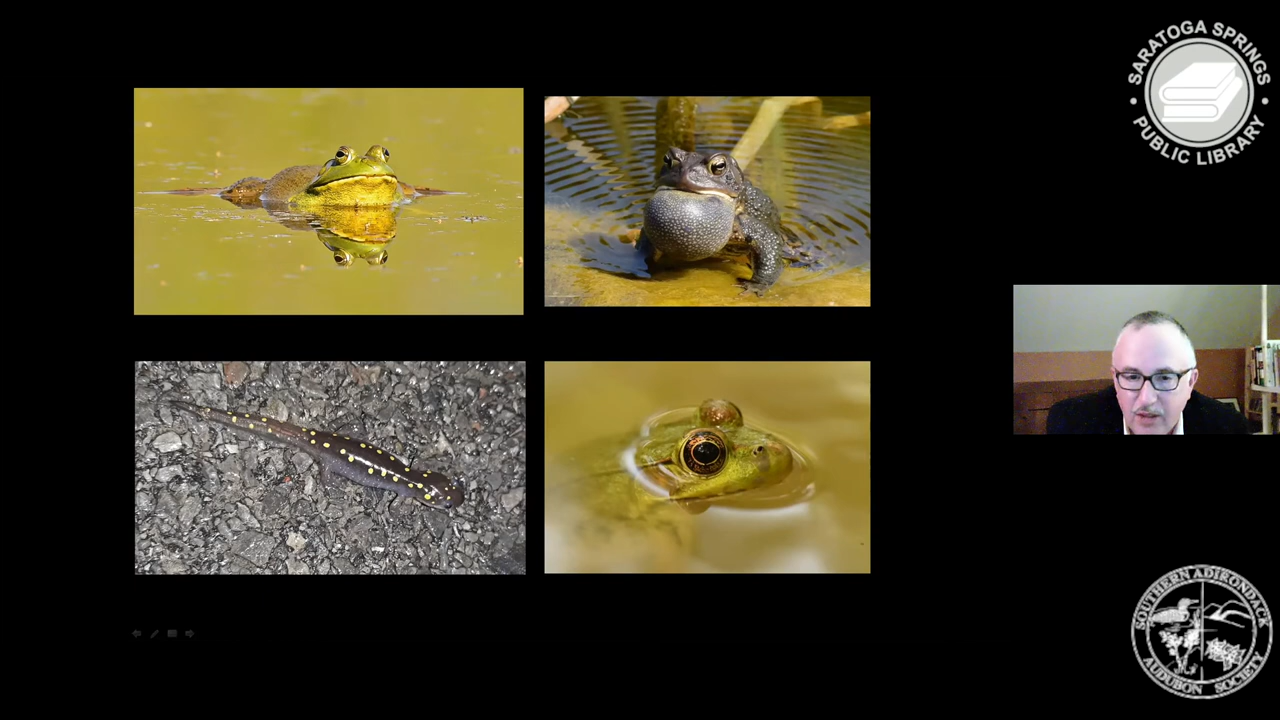 SARATOGA SPRINGS
PUBLIC LIBRARY
SOUTHERN ADIRONDACK
AUDUBON SOCIETY